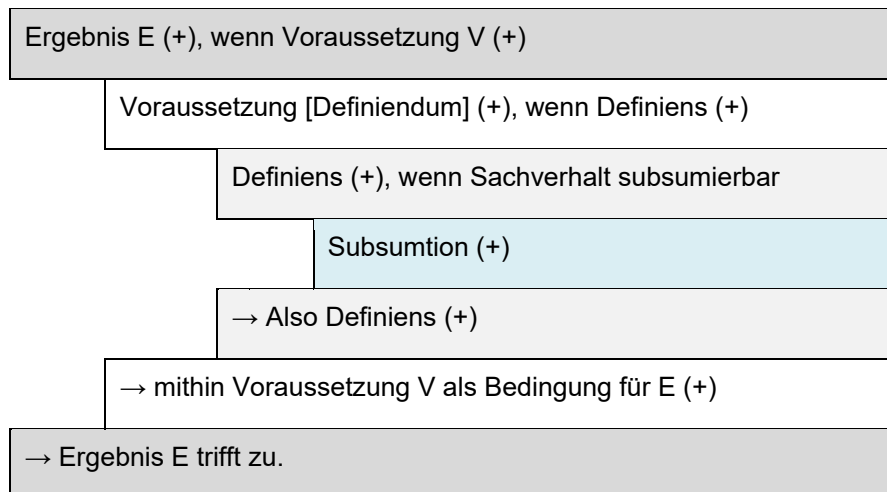 Ergebnis E (+), wenn Voraussetzung V (+)
Voraussetzung [Definiendum] (+), wenn Definiens (+)
Definiens (+), wenn Sachverhalt subsumierbar
Subsumtion (+)
→ Also Definiens (+)
→ mithin Voraussetzung V als Bedingung für E (+)
→ Ergebnis E trifft zu.